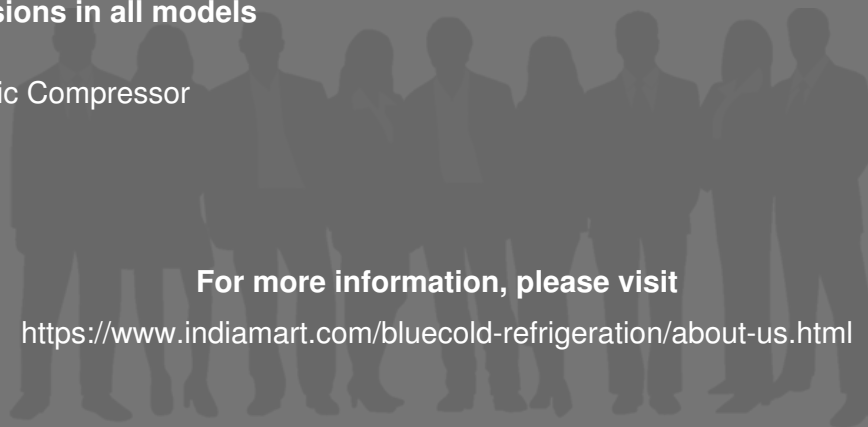 sions in all models
ic Compressor
For more information, please visit
https://www.indiamart.com/bluecold-refrigeration/about-us.html